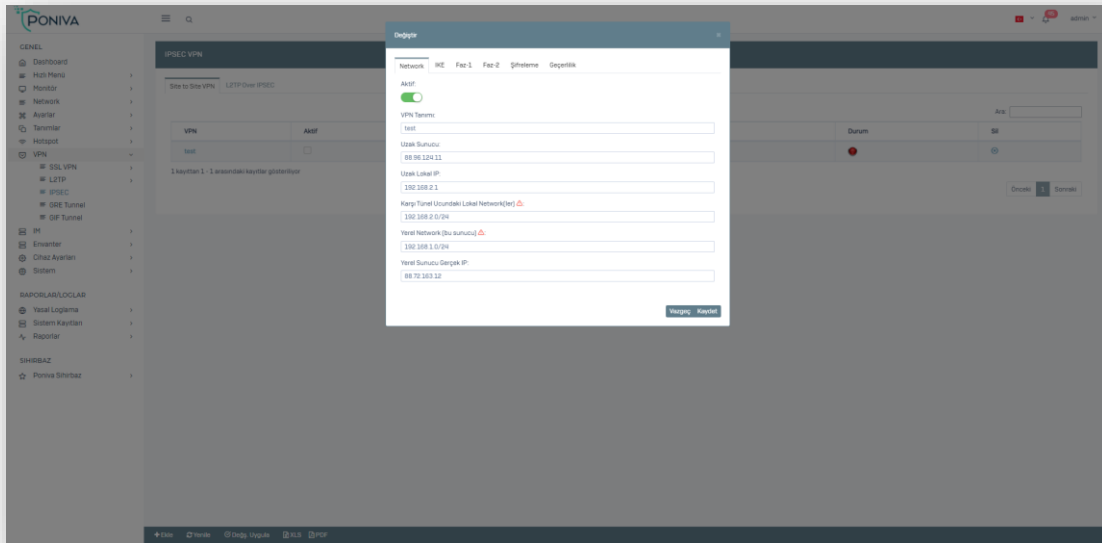 PONIVA
admin
GENEL
Dashboard
Hızlı Menü
Monitör
Network
Ayarlar
Tanımlar
Hotspot
VPN
SSL VPN
L2TP
IPSEC
GRE Tunnel
GIF Tunnel
IM
Envanter
Cihaz Ayarları
Sistem
RAPORLAR/LOGLAR
Yasal Loglama
Sistem Kayıtları
Raporlar
SIHIRBAZ
Poniva Sihirbaz
IPSEC VPN
Site to Site VPN L2TP Over IPSEC
Ara:
VPN Aktif Durum Sil
test
1 kayıttan 1 - 1 arasındaki kayıtlar gösteriliyor
Önceki 1 Sonraki
Değiştir
Network IKE Faz-1 Faz-2 Şifreleme Geçerlilik
Aktif:
VPN Tanımı:
test
Uzak Sunucu:
88.96.124.11
Uzak Lokal IP:
192.168.2.1
Karşı Tünel Ucundaki Lokal Network(ler)
192.168.2.0/24
Yerel Network (bu sunucu)
192.168.1.0/24
Yerel Sunucu Gerçek IP:
88.72.163.12
Vazgeç Kaydet
Ekle Yenile Değiş. Uygula XLS PDF